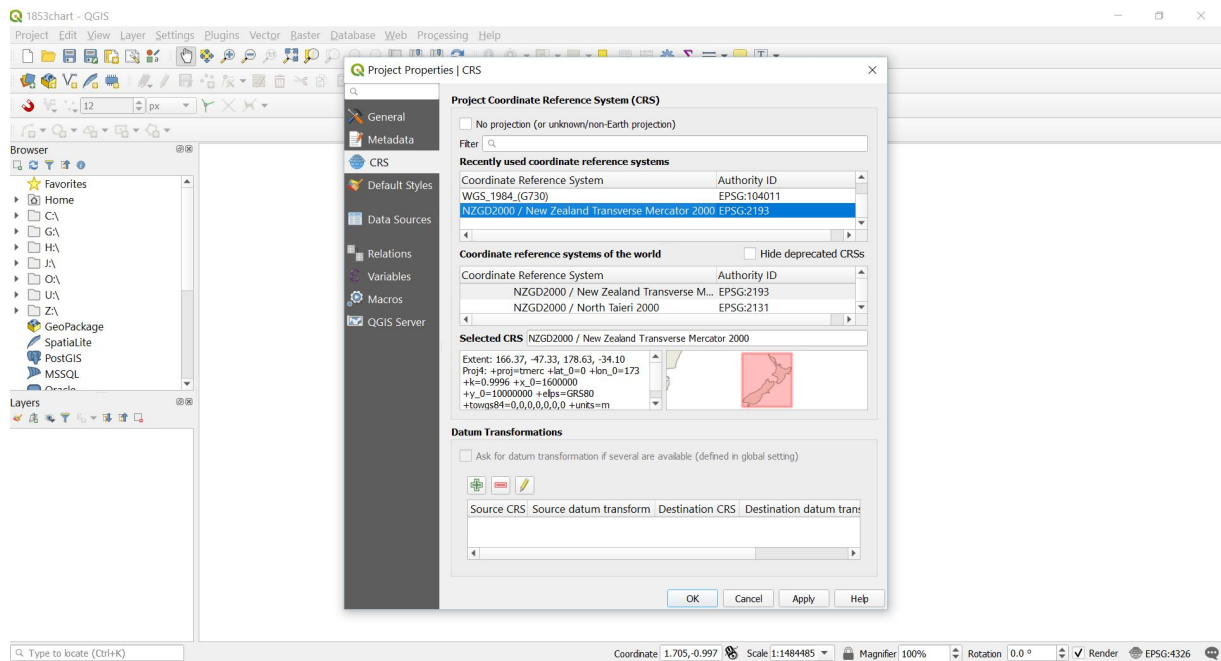 1853chart - QGIS
Project Edit View Layer Settings Plugins Vector Raster Database Web Processing Help
12 px
Browser
Favorites
Home
C:\
G:\
H:\
J:\
O:\
U:\
Z:\
GeoPackage
SpatiaLite
PostGIS
MSSQL
Oracle
Layers
Project Properties | CRS
General
Metadata
CRS
Default Styles
Data Sources
Relations
Variables
Macros
QGIS Server
Project Coordinate Reference System (CRS)
No projection (or unknown/non-Earth projection)
Filter
Recently used coordinate reference systems
Coordinate Reference System Authority ID
WGS_1984_(G730) EPSG:104011
NZGD2000 / New Zealand Transverse Mercator 2000 EPSG:2193
Coordinate reference systems of the world Hide deprecated CRSs
Coordinate Reference System Authority ID
NZGD2000 / New Zealand Transverse M... EPSG:2193
NZGD2000 / North Taieri 2000 EPSG:2131
Selected CRS NZGD2000 / New Zealand Transverse Mercator 2000
Extent: 166.37, -47.33, 178.63, -34.10
Proj4: +proj=tmerc +lat_0=0 +lon_0=173
+k=0.9996 +x_0=1600000
+y_0=10000000 +ellps=GRS80
+towgs84=0,0,0,0,0,0,0 +units=m
Datum Transformations
Ask for datum transformation if several are available (defined in global setting)
Source CRS Source datum transform Destination CRS Destination datum trans
OK Cancel Apply Help
Type to locate (Ctrl+K) Coordinate 1.705,-0.997 Scale 1:1484485 Magnifier 100% Rotation 0.0 ° Render EPSG:4326